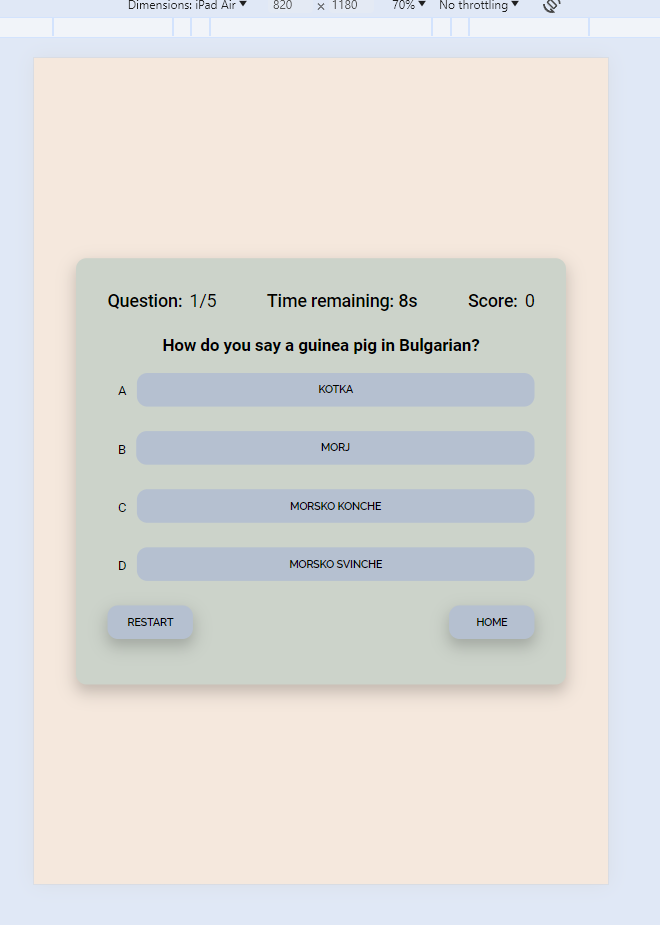 Dimensions: iPad Air 820 × 1180 70% No throttling
Question: 1/5 Time remaining: 8s Score: 0
How do you say a guinea pig in Bulgarian?
A KOTKA
B MORJ
C MORSKO KONCHE
D MORSKO SVINCHE
RESTART HOME